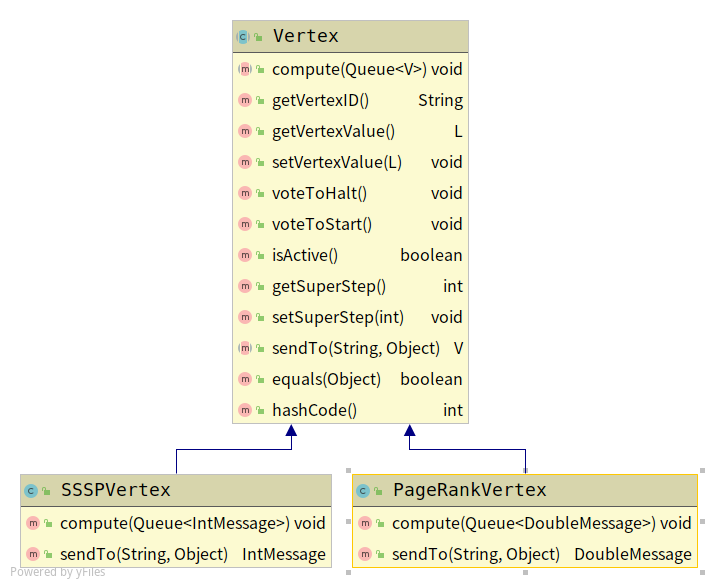 Vertex
compute(Queue<V>) void
getVertexID() String
getVertexValue() L
setVertexValue(L) void
voteToHalt() void
voteToStart() void
isActive() boolean
getSuperStep() int
setSuperStep(int) void
sendTo(String, Object) V
equals(Object) boolean
hashCode() int
SSSPVertex
compute(Queue<IntMessage>) void
sendTo(String, Object) IntMessage
PageRankVertex
compute(Queue<DoubleMessage>) void
sendTo(String, Object) DoubleMessage
Powered by yFiles